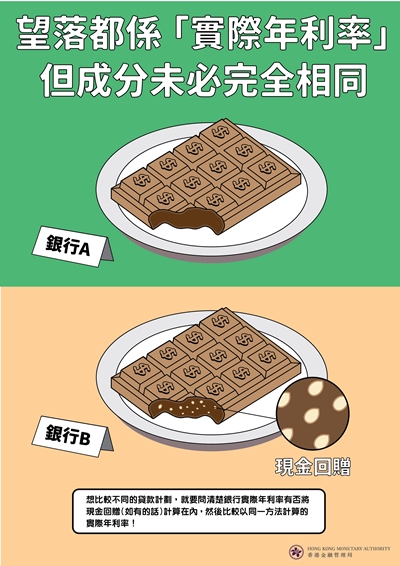 望落都係「實際年利率」
但成分未必完全相同
$ $ $
$ $ $
$ $ $
$ $
銀行A
$ $ $
$ $ $
$ $ $
$ $
銀行B
現金回贈
想比較不同的貸款計劃，就要問清楚銀行實際年利率有否將
現金回贈(如有的話)計算在內，然後比較以同一方法計算的
實際年利率！
HONG KONG MONETARY AUTHORITY
香港金融管理局